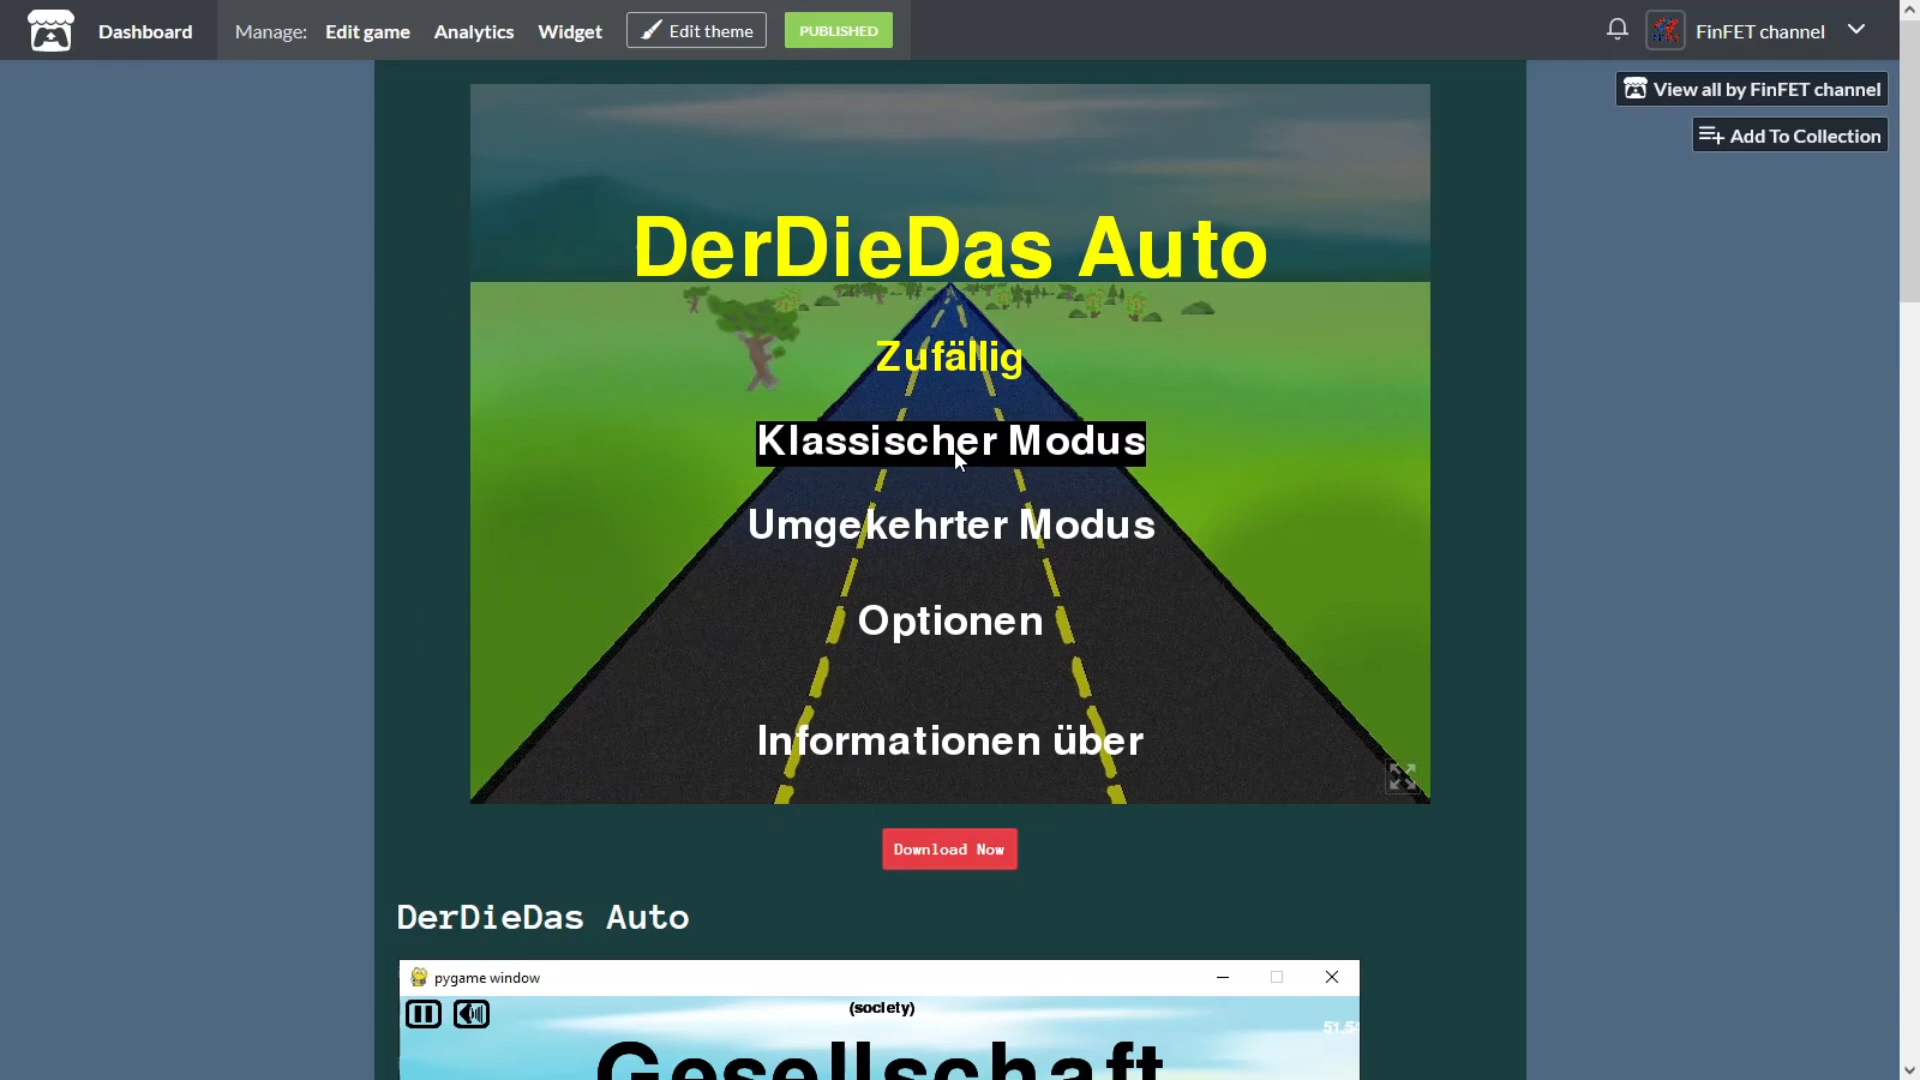 Dashboard Manage: Edit game Analytics Widget Edit theme PUBLISHED FinFET channel
View all by FinFET channel
Add To Collection
DerDieDas Auto
Zufällig
Klassischer Modus
Umgekehrter Modus
Optionen
Informationen über
Download Now
DerDieDas Auto
pygame window
(society)
Gesellschaft